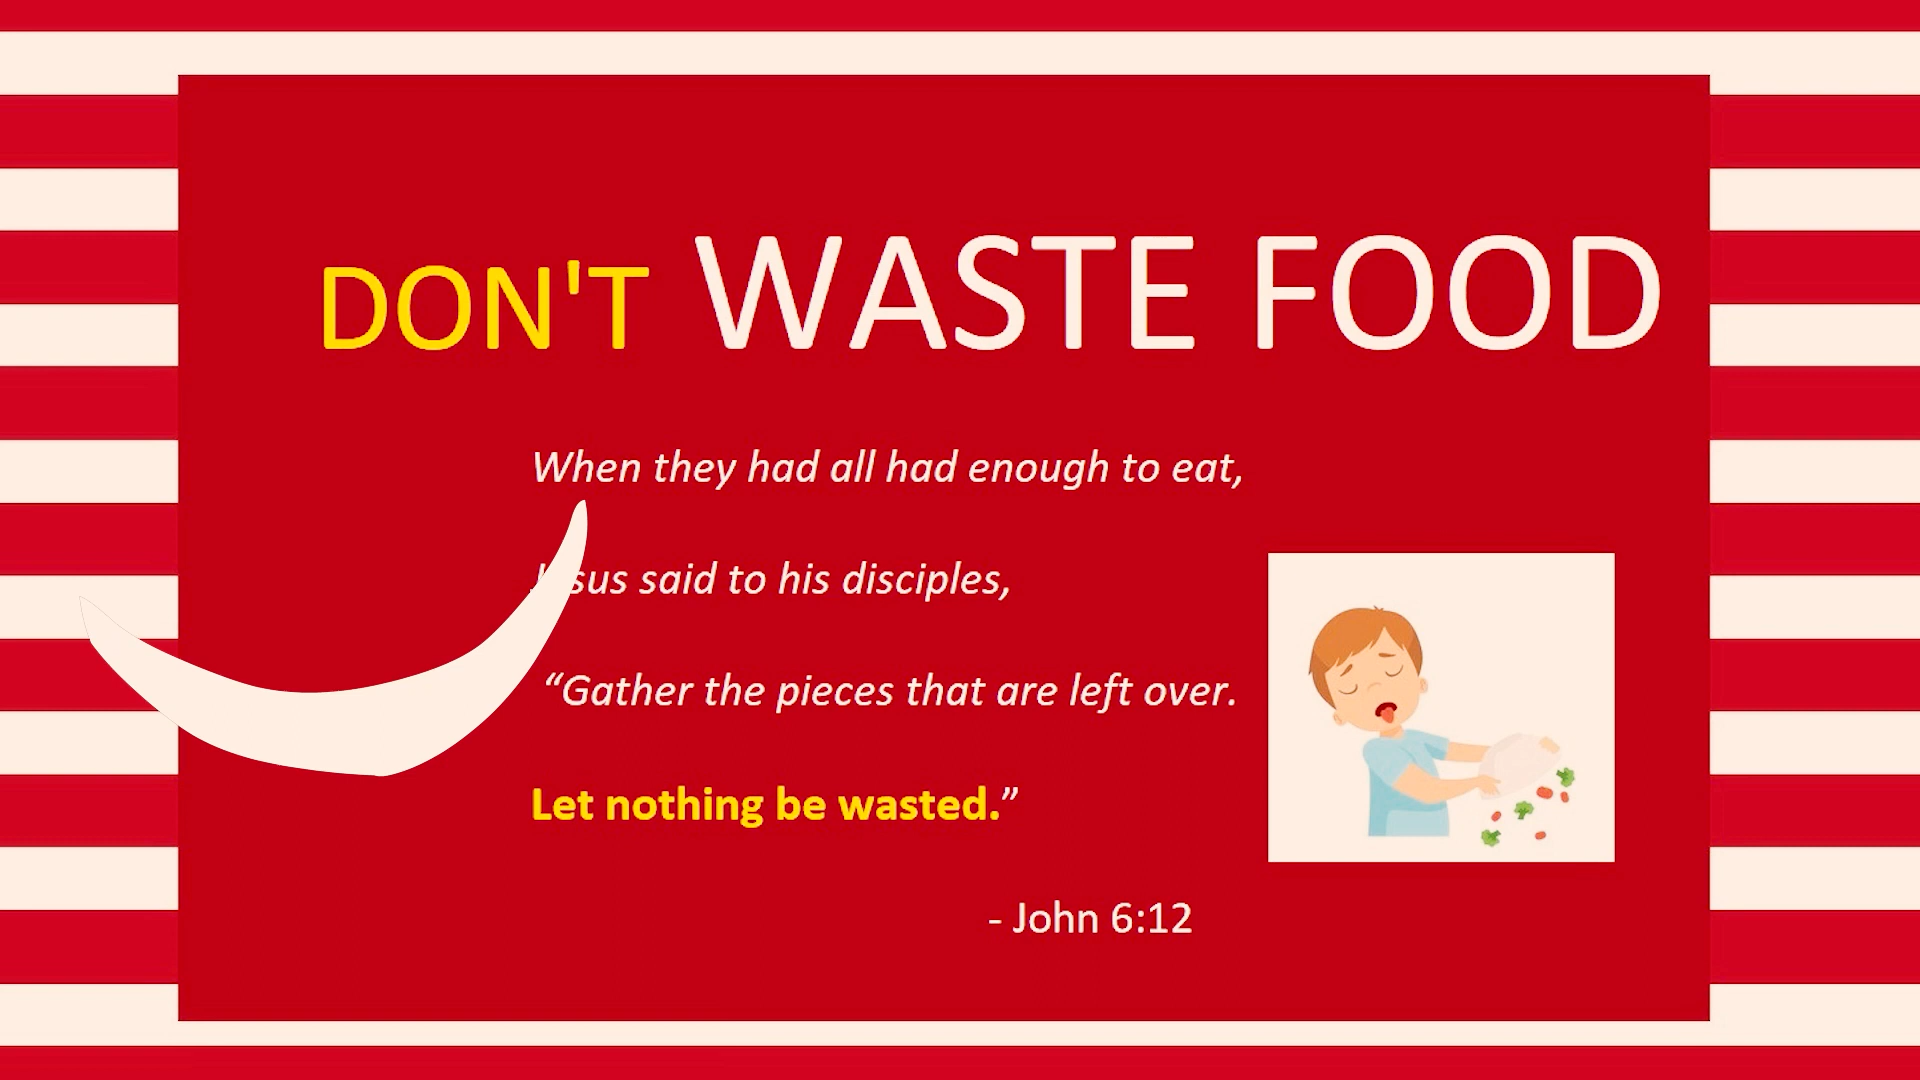 DON'T WASTE FOOD
When they had all had enough to eat,
said to his disciples,
“Gather the pieces that are left over.
Let nothing be wasted.”
- John 6:12